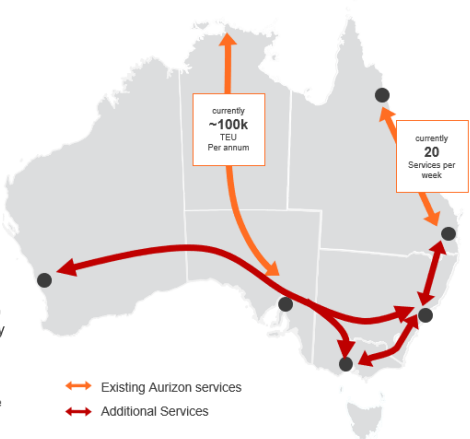 currently
~100k
TEU
Per annum
currently
20
Services per
week
y
e
Existing Aurizon services
Additional Services